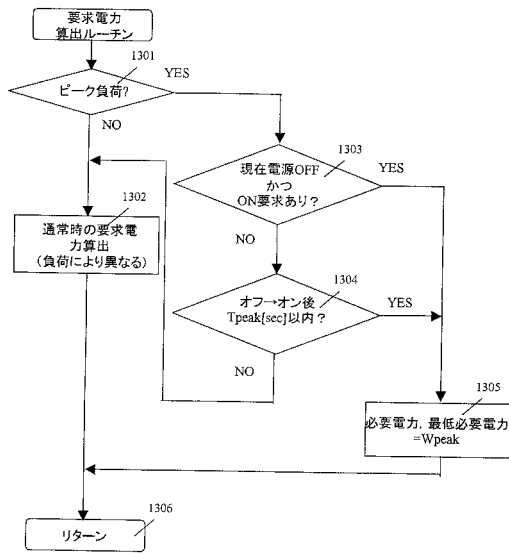 要求電力
算出ルーチン
1301
ピーク負荷?
YES
NO
1303
現在電源OFF
かつ
ON要求あり?
YES
NO
1302
通常時の要求電
力算出
(負荷により異なる)
1304
オフ→オン後
Tpeak[sec]以内?
YES
NO
1305
必要電力, 最低必要電力
=Wpeak
1306
リターン